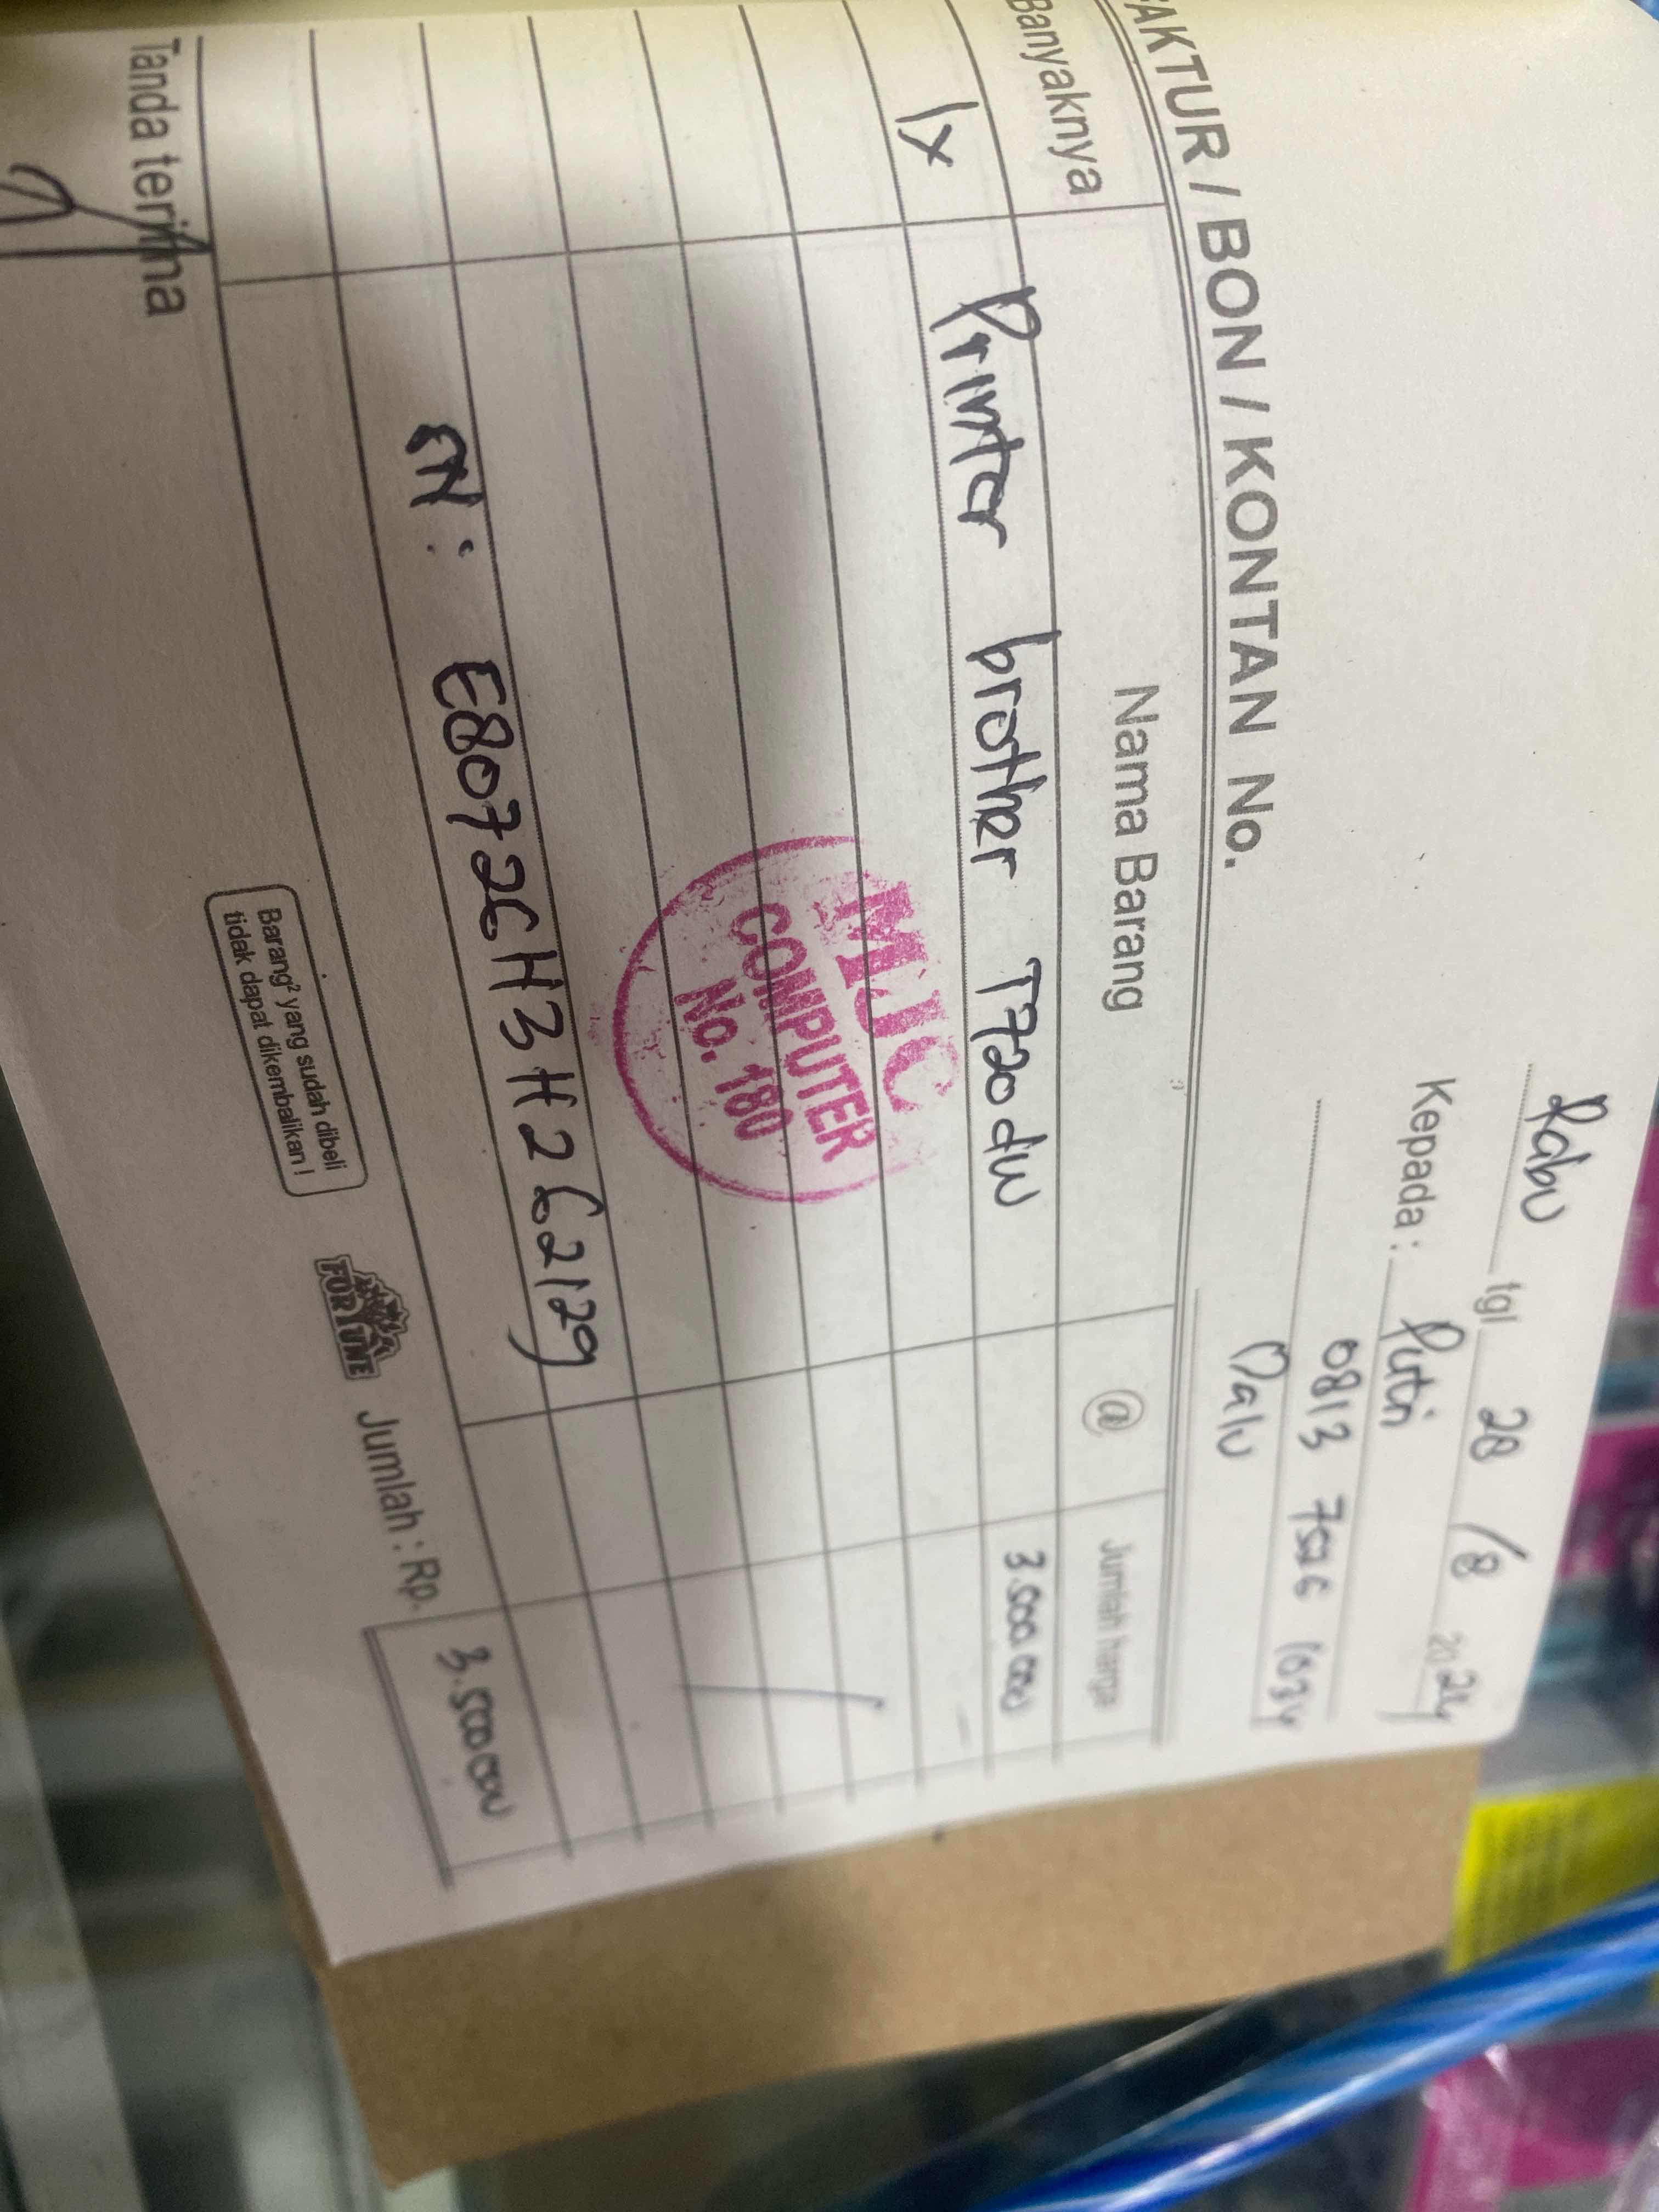 Rabu tgl 28 / 8 2024
Kepada : Putri
0813 7526
Palu
FAKTUR / BON / KONTAN No.
Banyaknya Nama Barang @ Jumlah harga
1x Printer brother T720 dw 3.500.000
MJC
COMPUTER
No. 180
SN : E80726H3H262129
Tanda terima
Barang² yang sudah dibeli
tidak dapat dikembalikan !
FORTUNE
Jumlah : Rp. 3.500.000